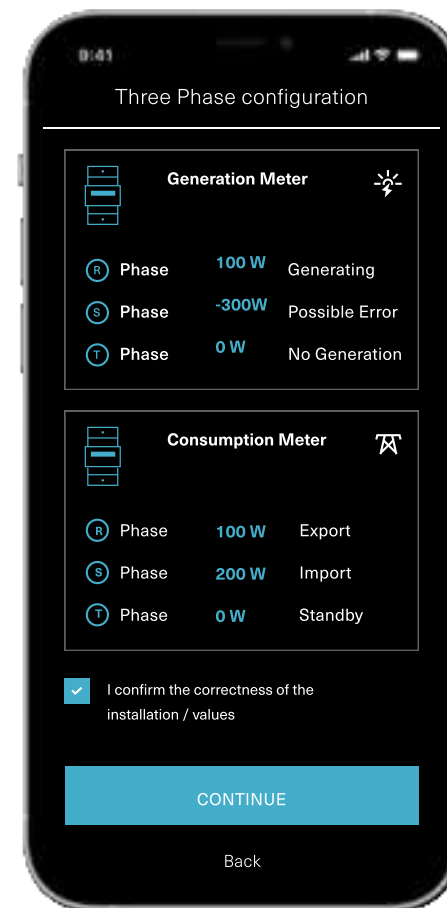 9:41
Three Phase configuration
Generation Meter
R Phase 100 W Generating
S Phase -300W Possible Error
T Phase 0 W No Generation
Consumption Meter
R Phase 100 W Export
S Phase 200 W Import
T Phase 0 W Standby
I confirm the correctness of the
installation / values
CONTINUE
Back